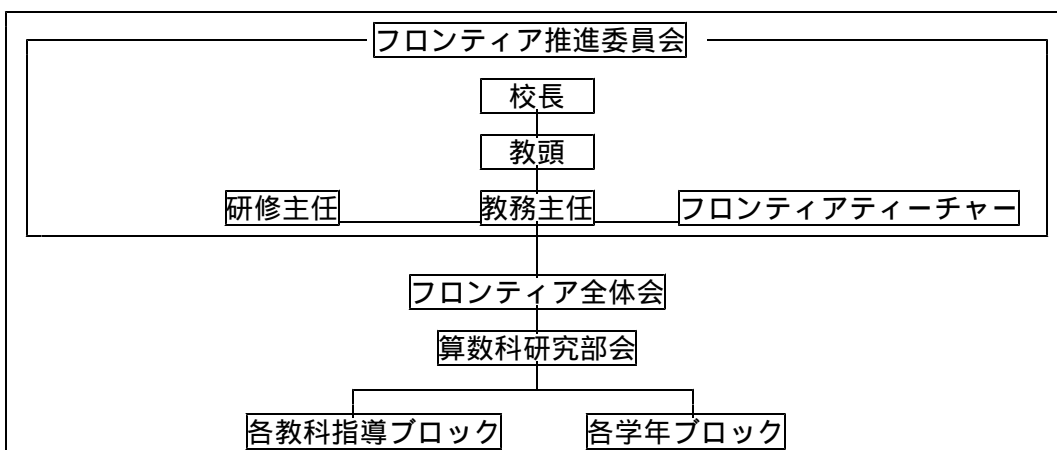 フロンティア推進委員会
校長
教頭
研修主任 教務主任 フロンティアティーチャー
フロンティア全体会
算数科研究部会
各教科指導ブロック 各学年ブロック